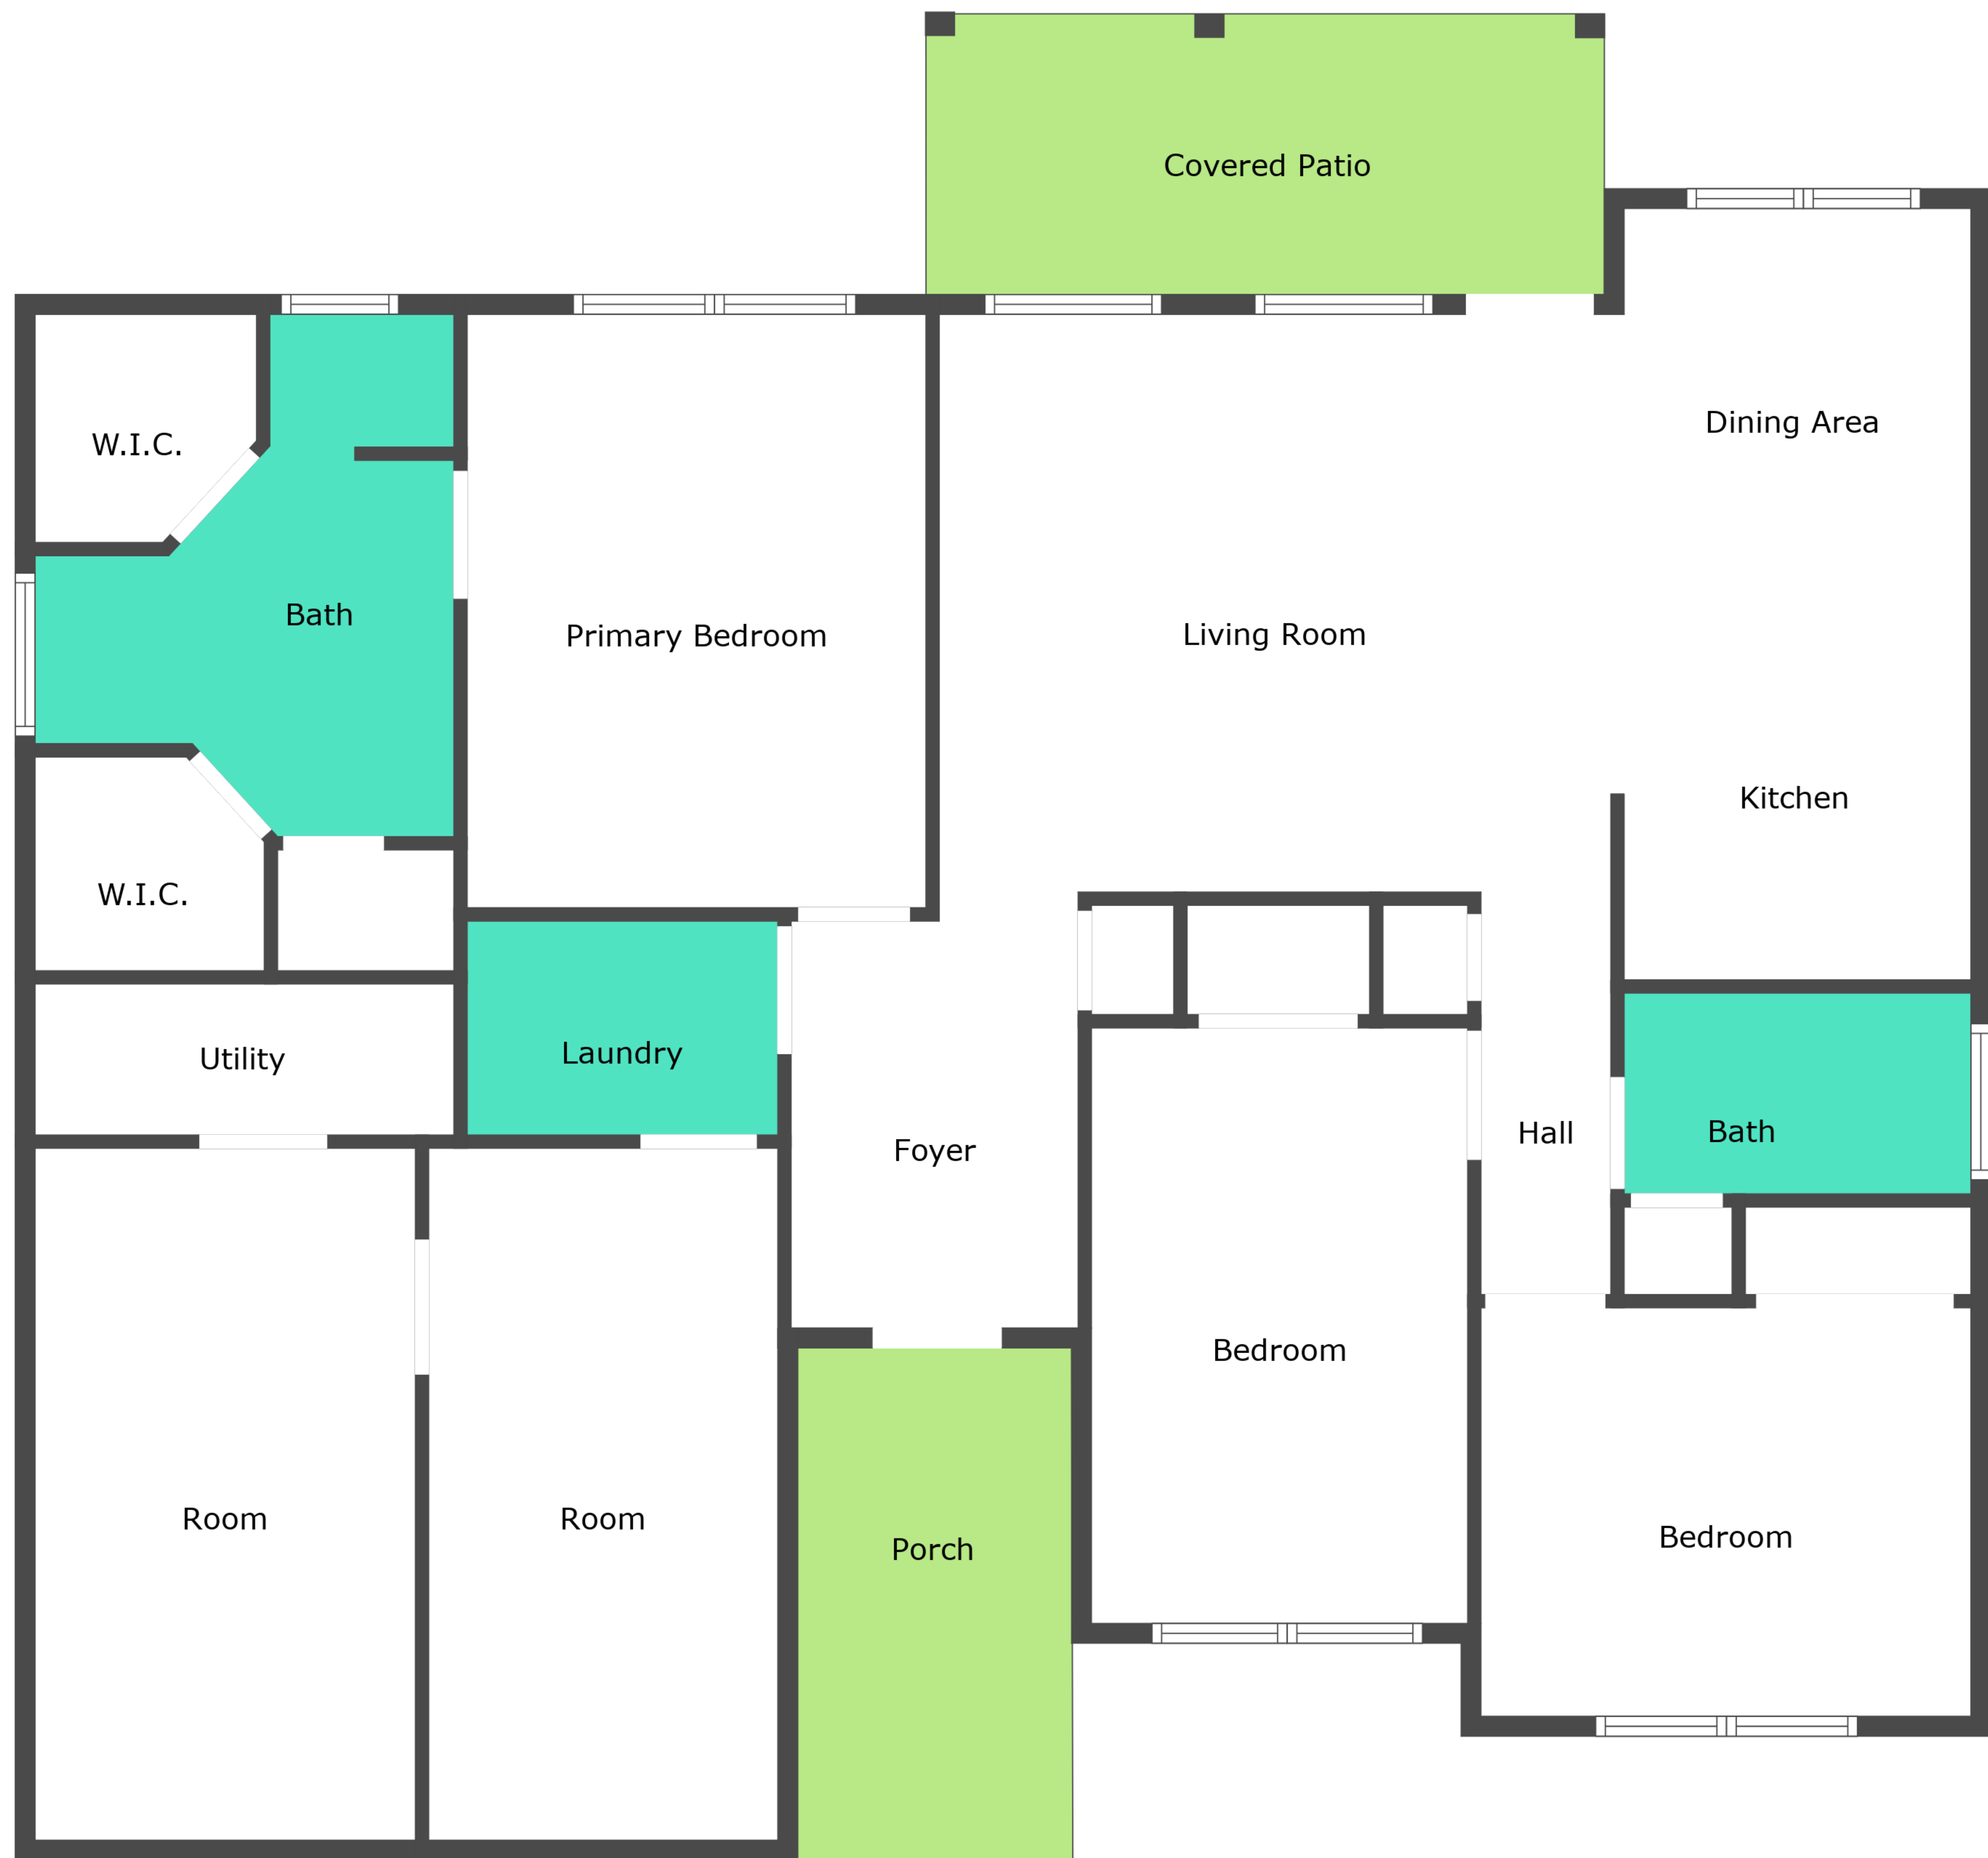 Covered Patio
Dining Area
W.I.C.
Bath
Primary Bedroom
Living Room
Kitchen
W.I.C.
Utility
Laundry
Foyer
Hall
Bath
Bedroom
Room
Room
Porch
Bedroom